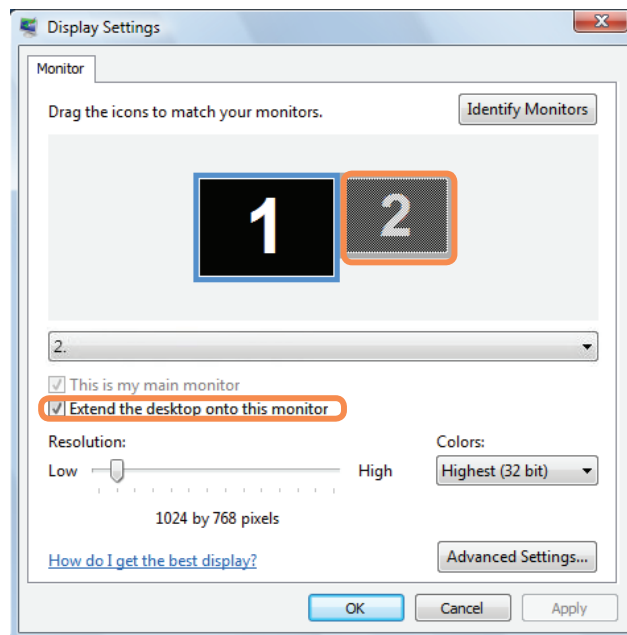 Display Settings
Monitor
Drag the icons to match your monitors.
Identify Monitors
1
2
2.
This is my main monitor
Extend the desktop onto this monitor
Resolution:
Colors:
Low
High
Highest (32 bit)
1024 by 768 pixels
How do I get the best display?
Advanced Settings...
OK
Cancel
Apply